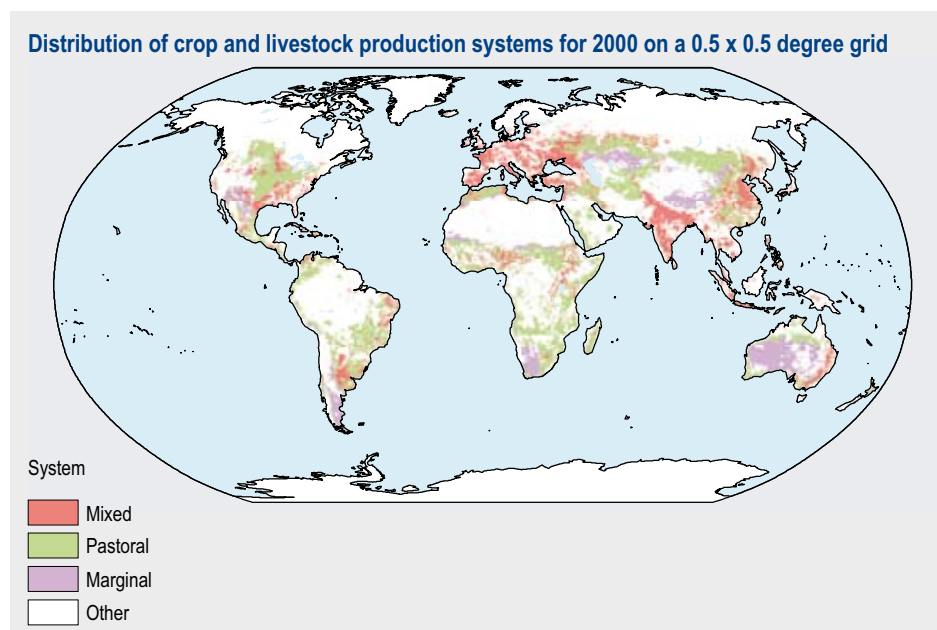 Distribution of crop and livestock production systems for 2000 on a 0.5 x 0.5 degree grid
System
Mixed
Pastoral
Marginal
Other